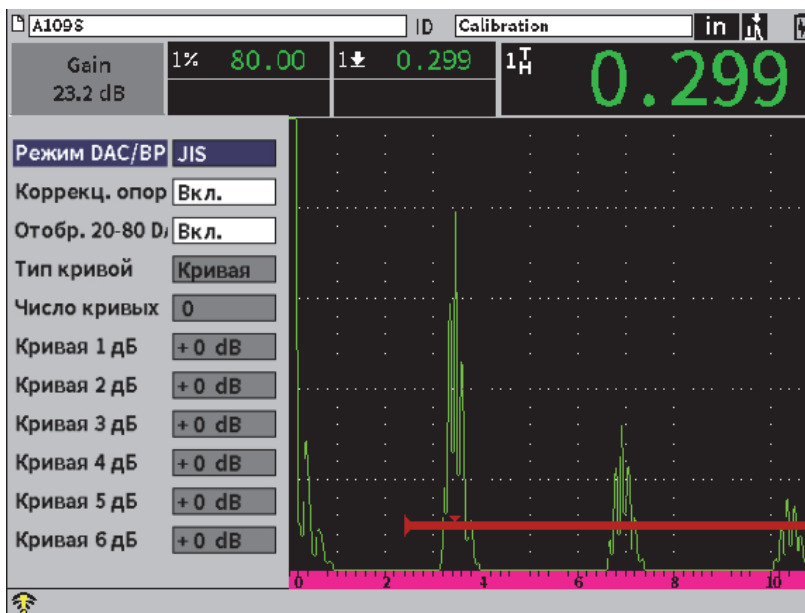 A109S ID Calibration in
Gain 1% 80.00 1 0.299 1 T H 0.299
23.2 dB
Режим DAC/ВР JIS
Коррекц. опор Вкл.
Отобр. 20-80 DA Вкл.
Тип кривой Кривая
Число кривых 0
Кривая 1 дБ +0 dB
Кривая 2 дБ +0 dB
Кривая 3 дБ +0 dB
Кривая 4 дБ +0 dB
Кривая 5 дБ +0 dB
Кривая 6 дБ +0 dB
0 2 4 6 8 10